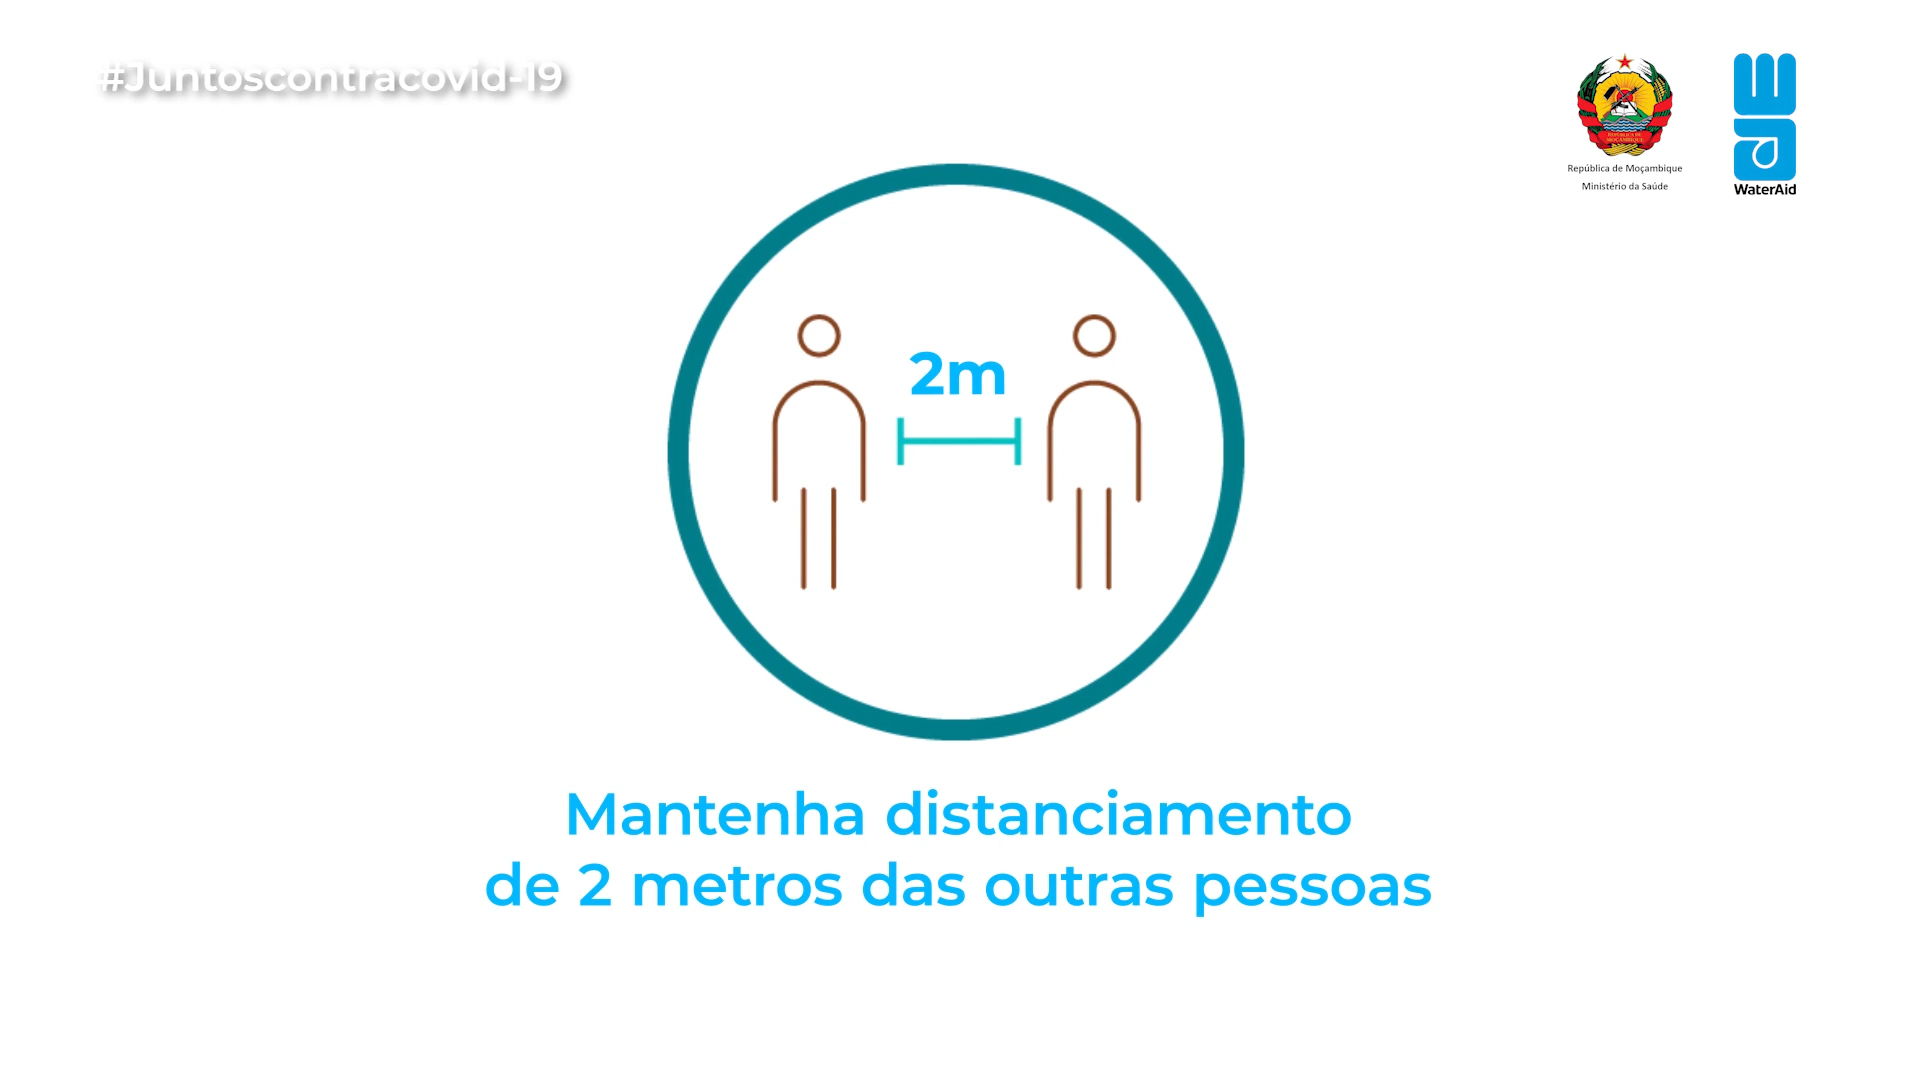 #Juntoscontracovid-19
República de Moçambique
Ministério da Saúde
WaterAid
2m
Mantenha distanciamento
de 2 metros das outras pessoas